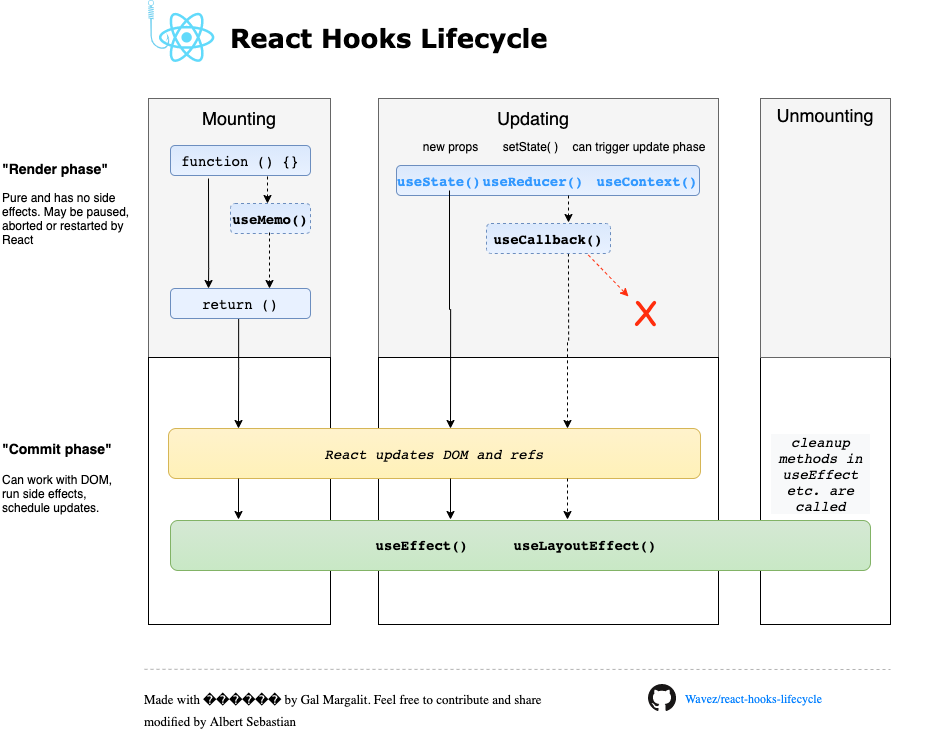 React Hooks Lifecycle
Mounting
Updating
Unmounting
new props
setState( )
can trigger update phase
"Render phase"
Pure and has no side
effects. May be paused,
aborted or restarted by
React
function () {}
useMemo()
return ()
useState()
useReducer()
useContext()
useCallback()
X
"Commit phase"
Can work with DOM,
run side effects,
schedule updates.
React updates DOM and refs
cleanup
methods in
useEffect
etc. are
called
useEffect()
useLayoutEffect()
Made with ������ by Gal Margalit. Feel free to contribute and share
modified by Albert Sebastian
Wavez/react-hooks-lifecycle